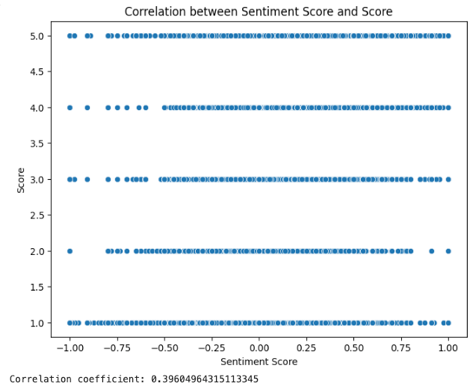 Correlation between Sentiment Score and Score
5.0
4.5
4.0
3.5
3.0
2.5
2.0
1.5
1.0
Score
−1.00 −0.75 −0.50 −0.25 0.00 0.25 0.50 0.75 1.00
Sentiment Score
Correlation coefficient: 0.39604964315113345